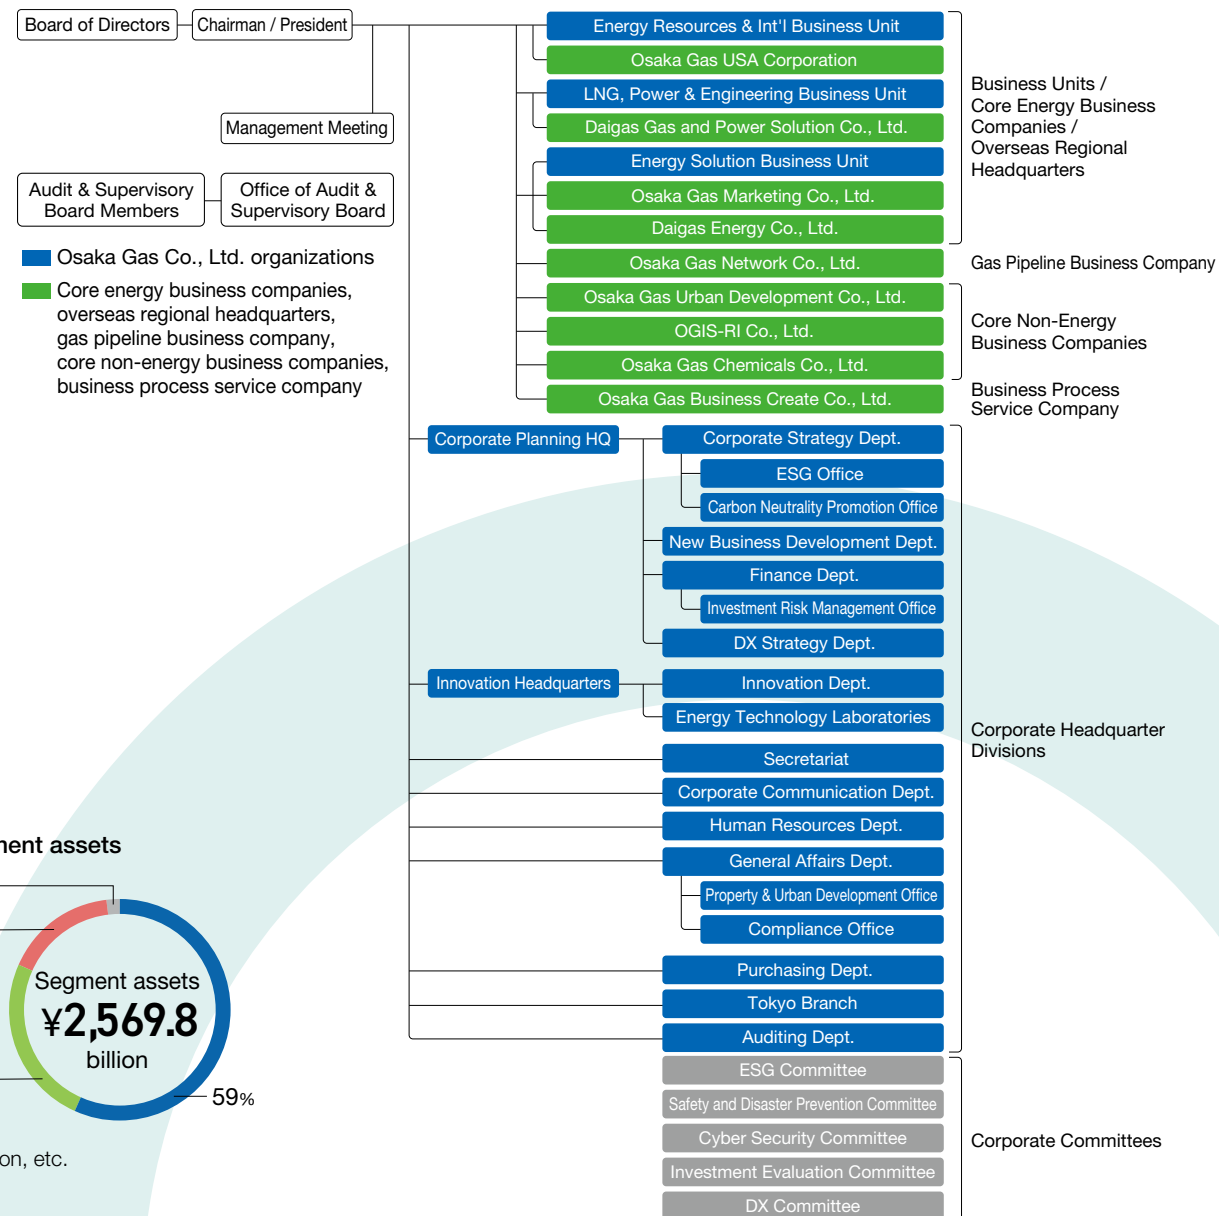 Board of Directors
Chairman / President
Management Meeting
Audit & Supervisory
Board Members
Office of Audit &
Supervisory Board
Osaka Gas Co., Ltd. organizations
Core energy business companies,
overseas regional headquarters,
gas pipeline business company,
core non-energy business companies,
business process service company
Energy Resources & Int'l Business Unit
Osaka Gas USA Corporation
LNG, Power & Engineering Business Unit
Daigas Gas and Power Solution Co., Ltd.
Energy Solution Business Unit
Osaka Gas Marketing Co., Ltd.
Daigas Energy Co., Ltd.
Business Units /
Core Energy Business
Companies /
Overseas Regional
Headquarters
Osaka Gas Network Co., Ltd.
Gas Pipeline Business Company
Osaka Gas Urban Development Co., Ltd.
OGIS-RI Co., Ltd.
Osaka Gas Chemicals Co., Ltd.
Core Non-Energy
Business Companies
Osaka Gas Business Create Co., Ltd.
Business Process
Service Company
Corporate Planning HQ
Corporate Strategy Dept.
ESG Office
Carbon Neutrality Promotion Office
New Business Development Dept.
Finance Dept.
Investment Risk Management Office
DX Strategy Dept.
Innovation Headquarters
Innovation Dept.
Energy Technology Laboratories
Secretariat
Corporate Communication Dept.
Human Resources Dept.
General Affairs Dept.
Property & Urban Development Office
Compliance Office
Purchasing Dept.
Tokyo Branch
Auditing Dept.
Corporate Headquarter
Divisions
ESG Committee
Safety and Disaster Prevention Committee
Cyber Security Committee
Investment Evaluation Committee
DX Committee
Corporate Committees
ment assets
Segment assets
¥2,569.8
billion
59%
on, etc.